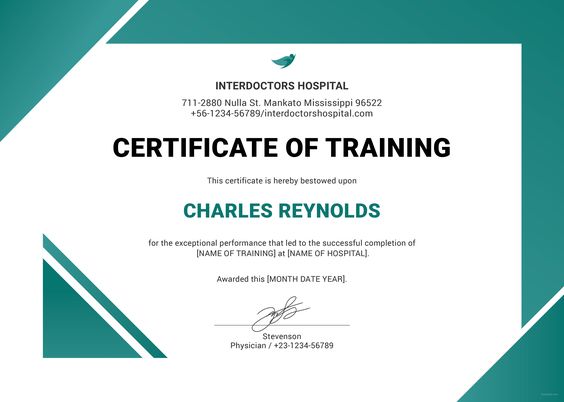 INTERDOCTORS HOSPITAL
711-2880 Nulla St. Mankato Mississippi 96522
+56-1234-56789/interdoctorshospital.com
CERTIFICATE OF TRAINING
This certificate is hereby bestowed upon
CHARLES REYNOLDS
for the exceptional performance that led to the successful completion of
[NAME OF TRAINING] at [NAME OF HOSPITAL].
Awarded this [MONTH DATE YEAR].
Stevenson
Physician / +23-1234-56789